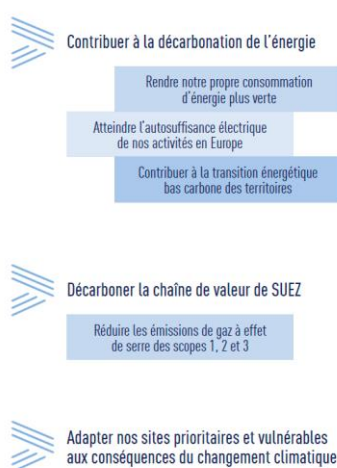 Contribuer à la décarbonation de l'énergie
Rendre notre propre consommation
d'énergie plus verte
Atteindre l'autosuffisance électrique
de nos activités en Europe
Contribuer à la transition énergétique
bas carbone des territoires
Décarboner la chaîne de valeur de SUEZ
Réduire les émissions de gaz à effet
de serre des scopes 1, 2 et 3
Adapter nos sites prioritaires et vulnérables
aux conséquences du changement climatique